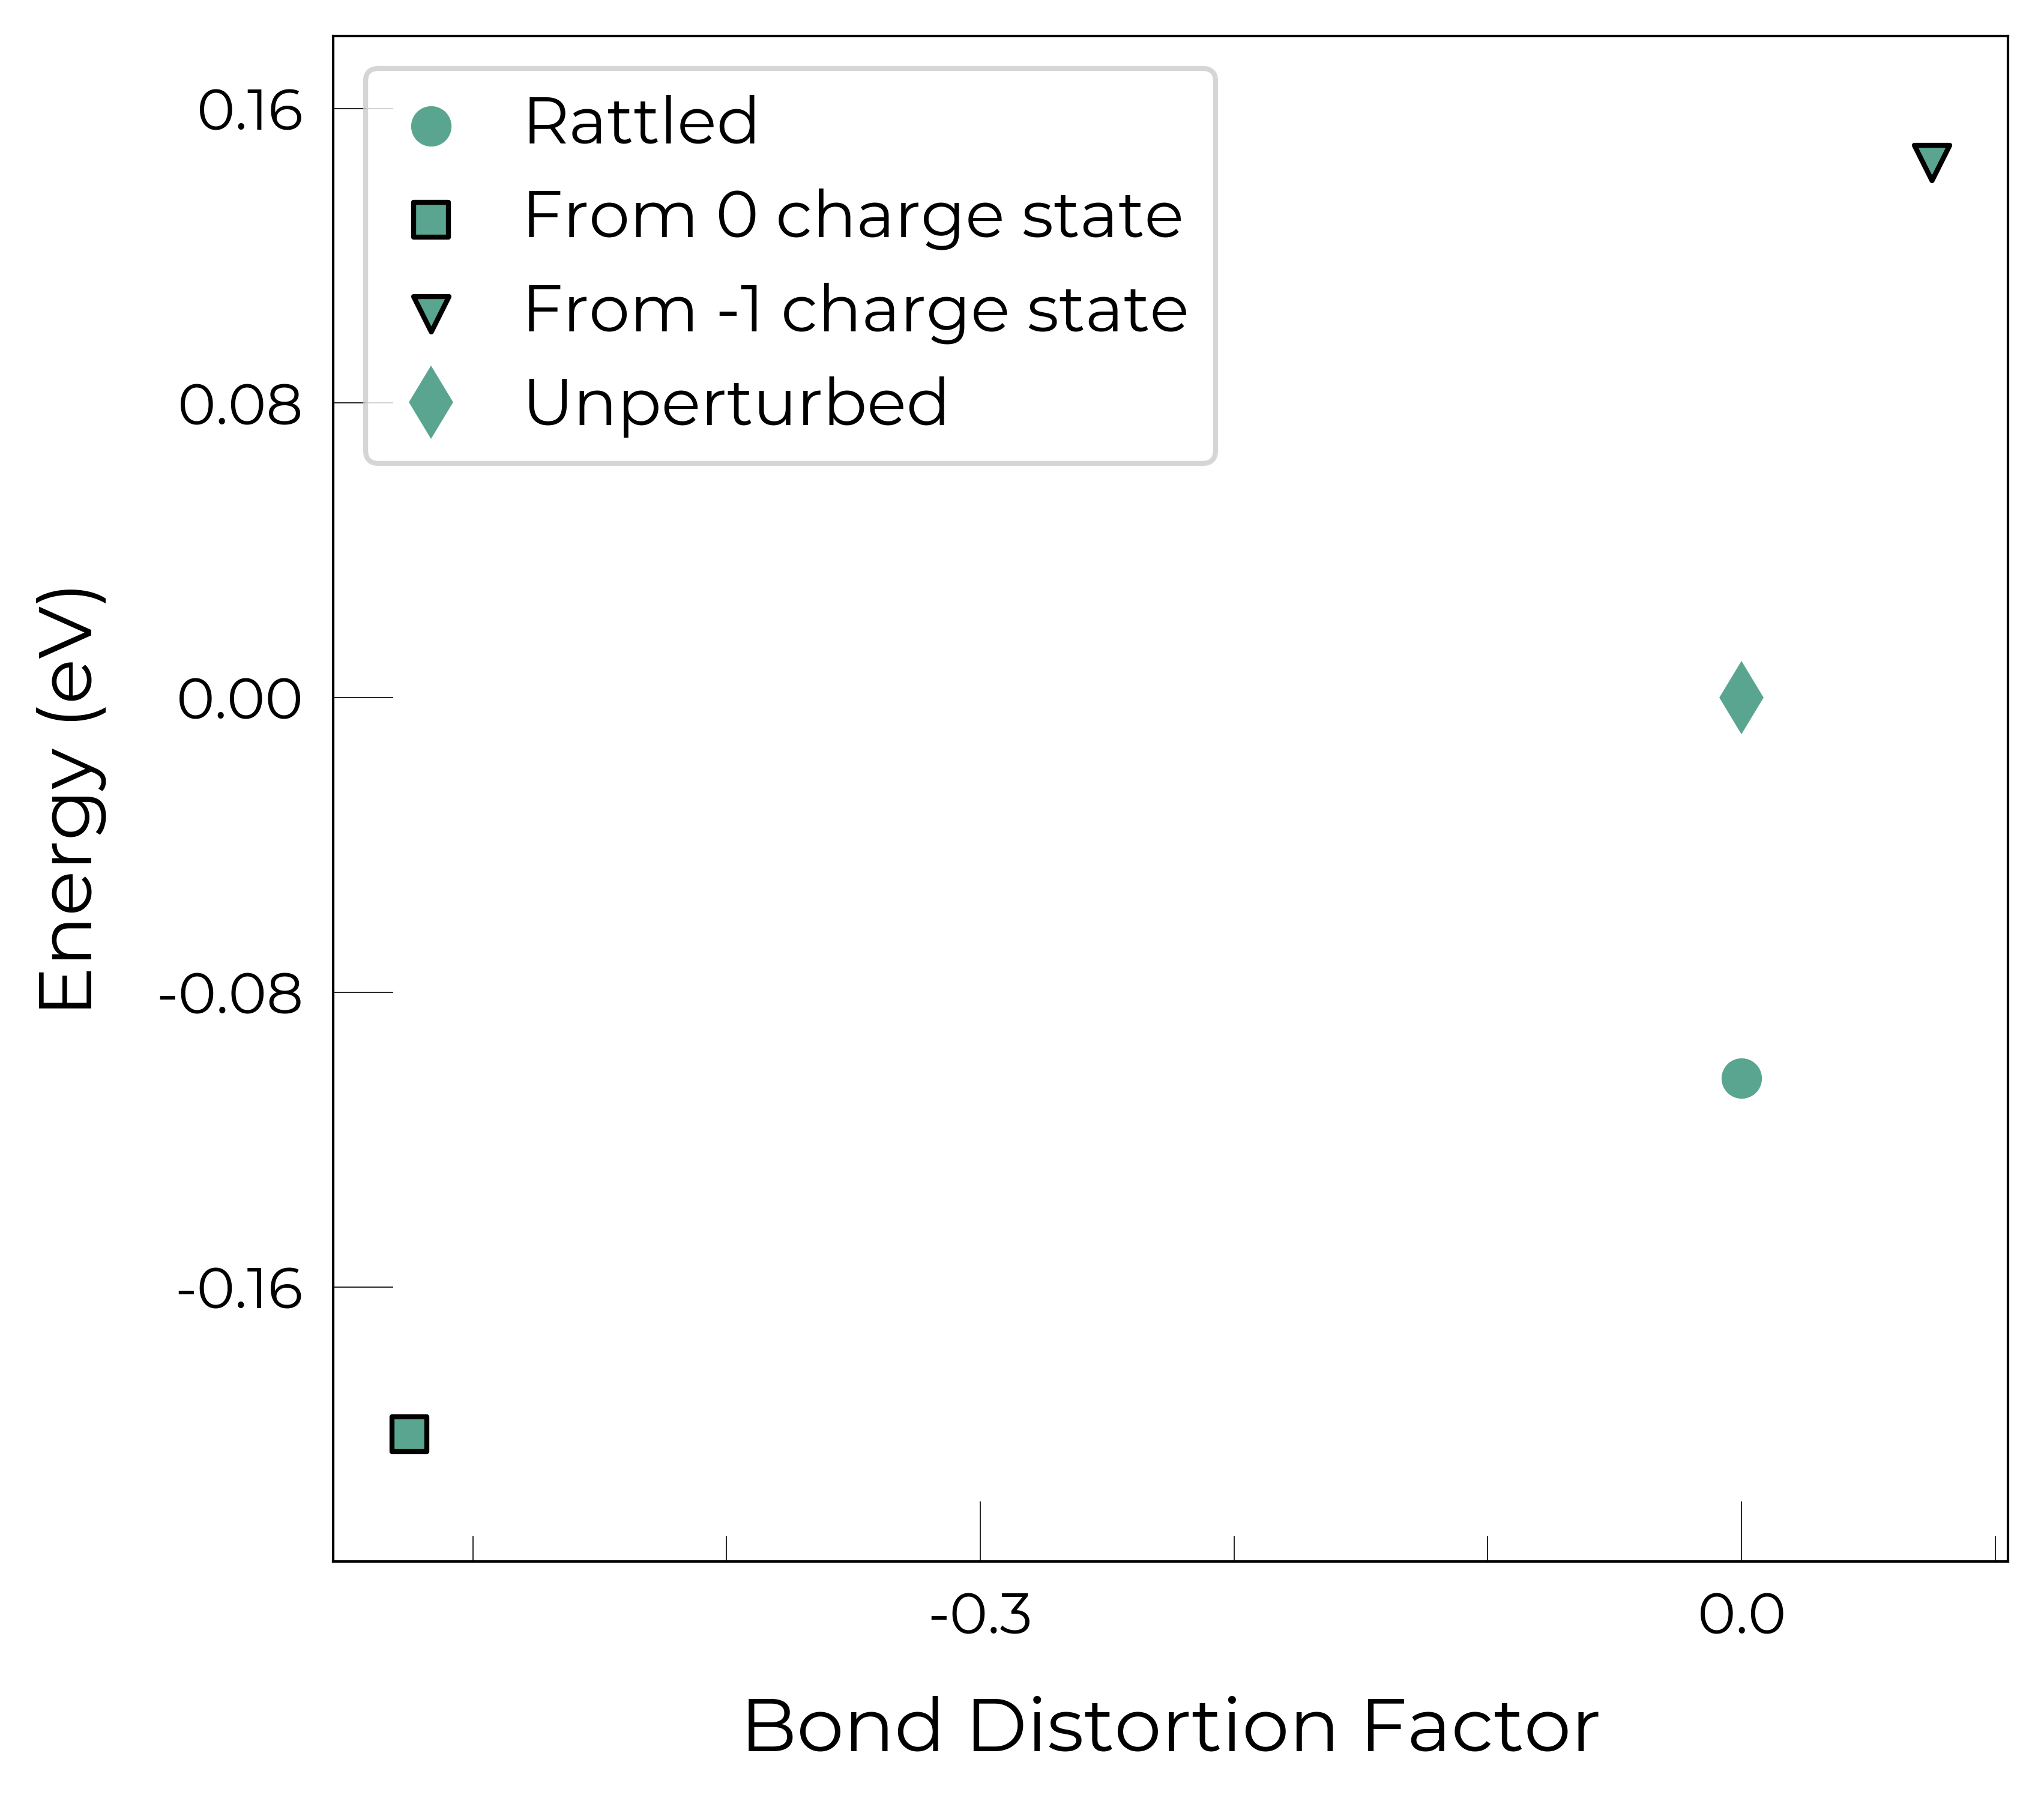 Rattled
From 0 charge state
From -1 charge state
Unperturbed
0.16
0.08
0.00
-0.08
-0.16
Energy (eV)
-0.3
0.0
Bond Distortion Factor